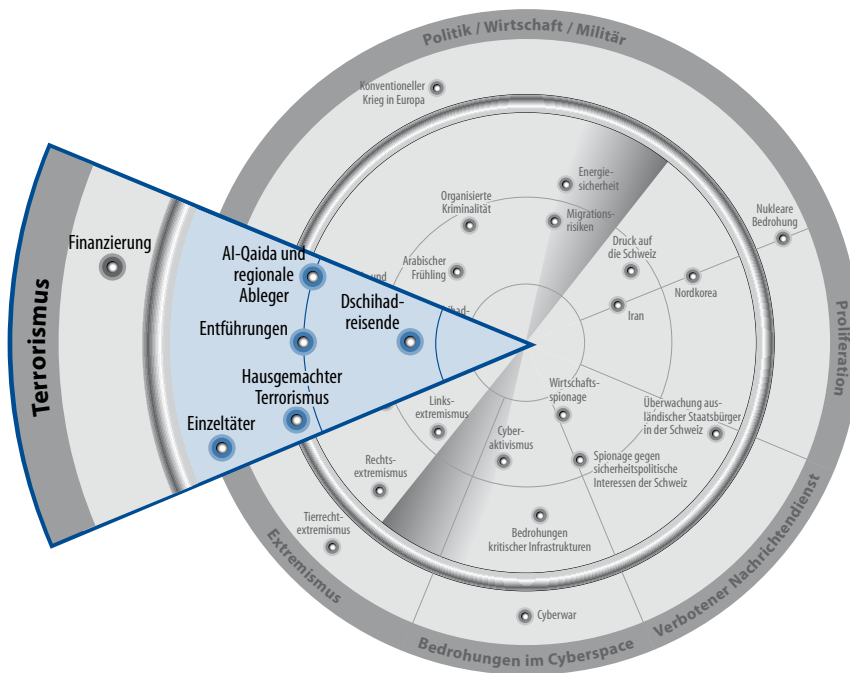 Politik / Wirtschaft / Militär
Konventioneller
Krieg in Europa
Energie-
sicherheit
Organisierte
Kriminalität
Migrations-
risiken
Nukleare
Bedrohung
Druck auf
die Schweiz
Arabischer
Frühling
Nordkorea
Iran
Proliferation
Terrorismus
Finanzierung
Al-Qaida und
regionale
Ableger
und
Dschihad-
reisende
Entführungen
Hausgemachter
Terrorismus
Einzeltäter
Links-
extremismus
Wirtschafts-
spionage
Überwachung aus-
ländischer Staatsbürger
in der Schweiz
Cyber-
aktivismus
Spionage gegen
sicherheitspolitische
Interessen der Schweiz
Rechts-
extremismus
Tierrecht-
extremismus
Bedrohungen
kritischer Infrastrukturen
Cyberwar
Extremismus
Bedrohungen im Cyberspace
Verbotener Nachrichtendienst